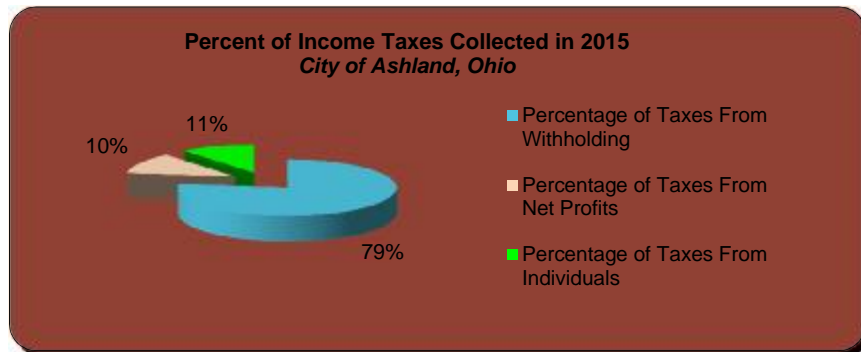 Percent of Income Taxes Collected in 2015
City of Ashland, Ohio
11%
10%
79%
Percentage of Taxes From
Withholding
Percentage of Taxes From
Net Profits
Percentage of Taxes From
Individuals